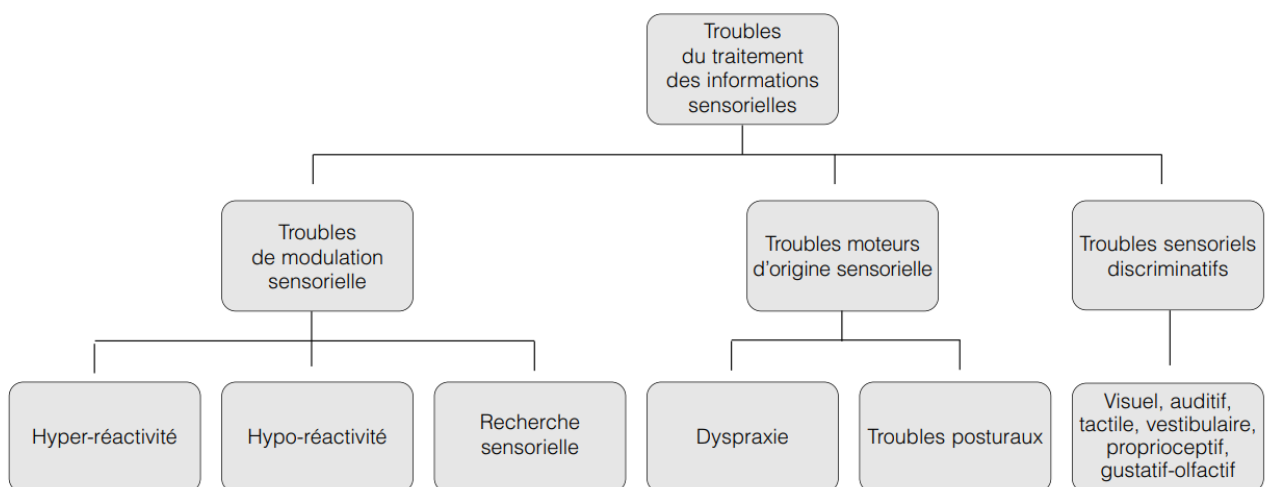 Troubles
du traitement
des informations
sensorielles
Troubles
de modulation
sensorielle
Troubles moteurs
d'origine sensorielle
Troubles sensoriels
discriminatifs
Hyper-réactivité
Hypo-réactivité
Recherche
sensorielle
Dyspraxie
Troubles posturaux
Visuel, auditif,
tactile, vestibulaire,
proprioceptif,
gustatif-olfactif